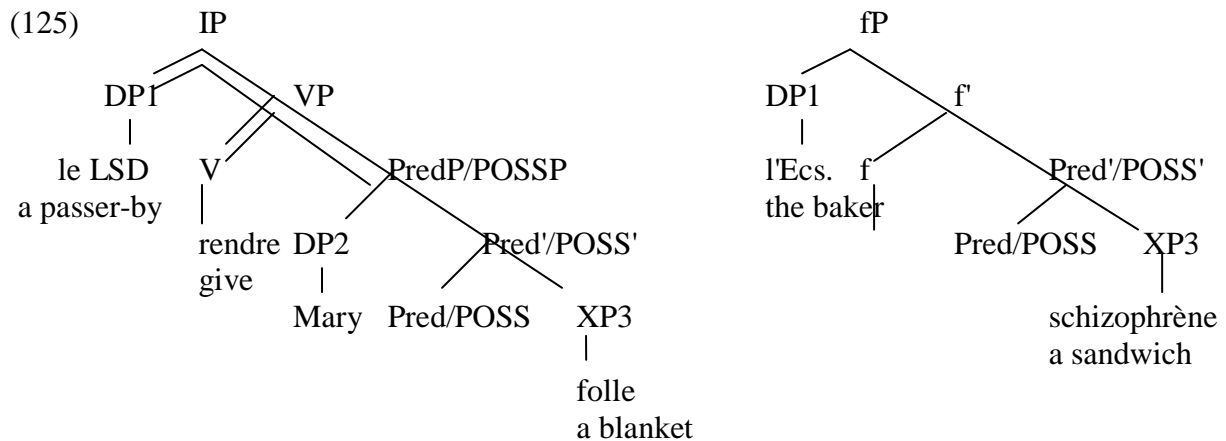 (125) IP fP
DP1 VP DP1 f'
le LSD V PredP/POSSP l'Ecs. f Pred'/POSS'
a passer-by the baker
rendre DP2 Pred'/POSS' Pred/POSS XP3
give
Mary Pred/POSS XP3 schizophrène
a sandwich
folle
a blanket